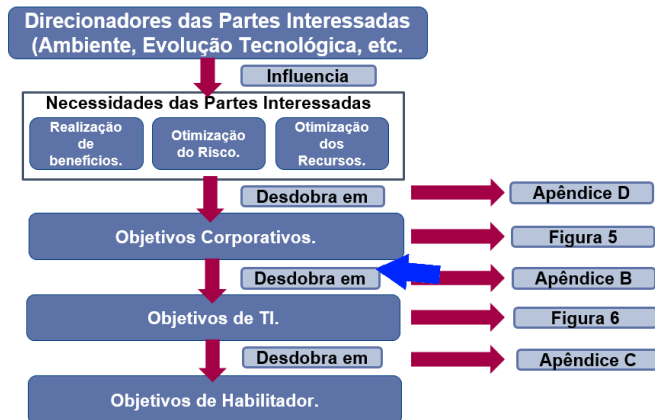 Direcionadores das Partes Interessadas
(Ambiente, Evolução Tecnológica, etc.
Influencia
Necessidades das Partes Interessadas
Realização
de
benefícios.
Otimização
do Risco.
Otimização
dos
Recursos.
Desdobra em
Apêndice D
Objetivos Corporativos.
Figura 5
Desdobra em
Apêndice B
Objetivos de TI.
Figura 6
Desdobra em
Apêndice C
Objetivos de Habilitador.